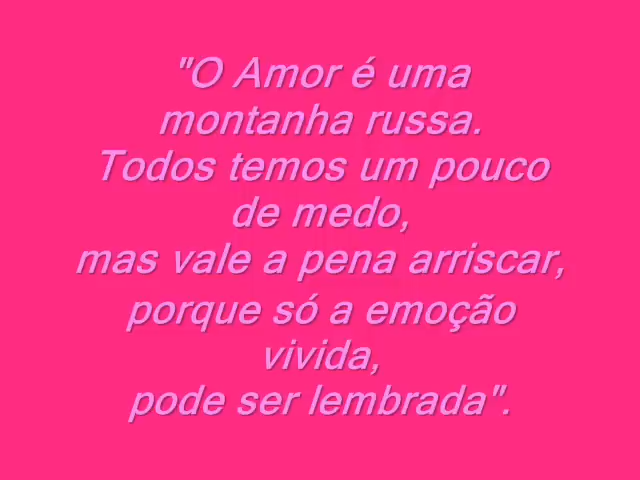 "O Amor é uma
montanha russa.
Todos temos um pouco
de medo,
mas vale a pena arriscar,
porque só a emoção
vivida,
pode ser lembrada".